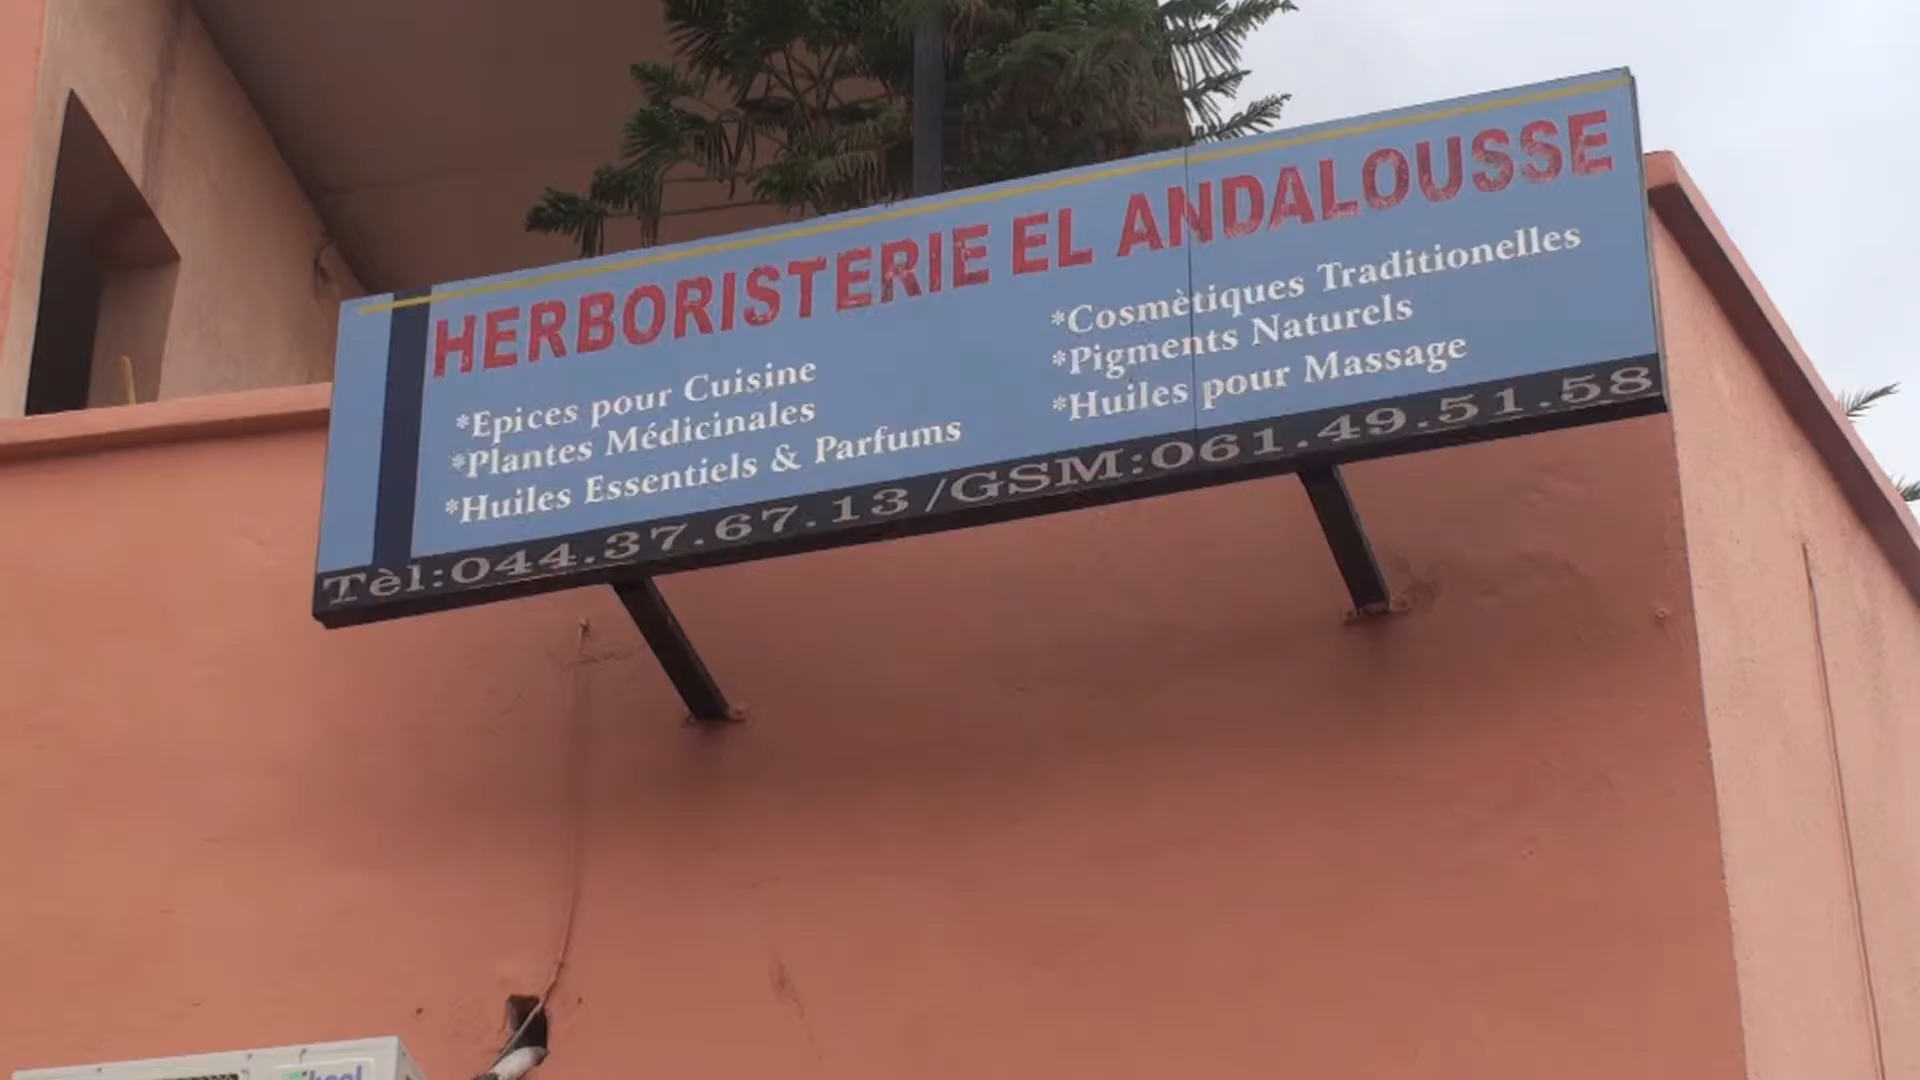 HERBORISTERIE EL ANDALOUSSE
*Epices pour Cuisine
*Plantes Médicinales
*Huiles Essentiels & Parfums
*Cosmètiques Traditionelles
*Pigments Naturels
*Huiles pour Massage
Tèl:044.37.67.13/GSM:061.49.51.58